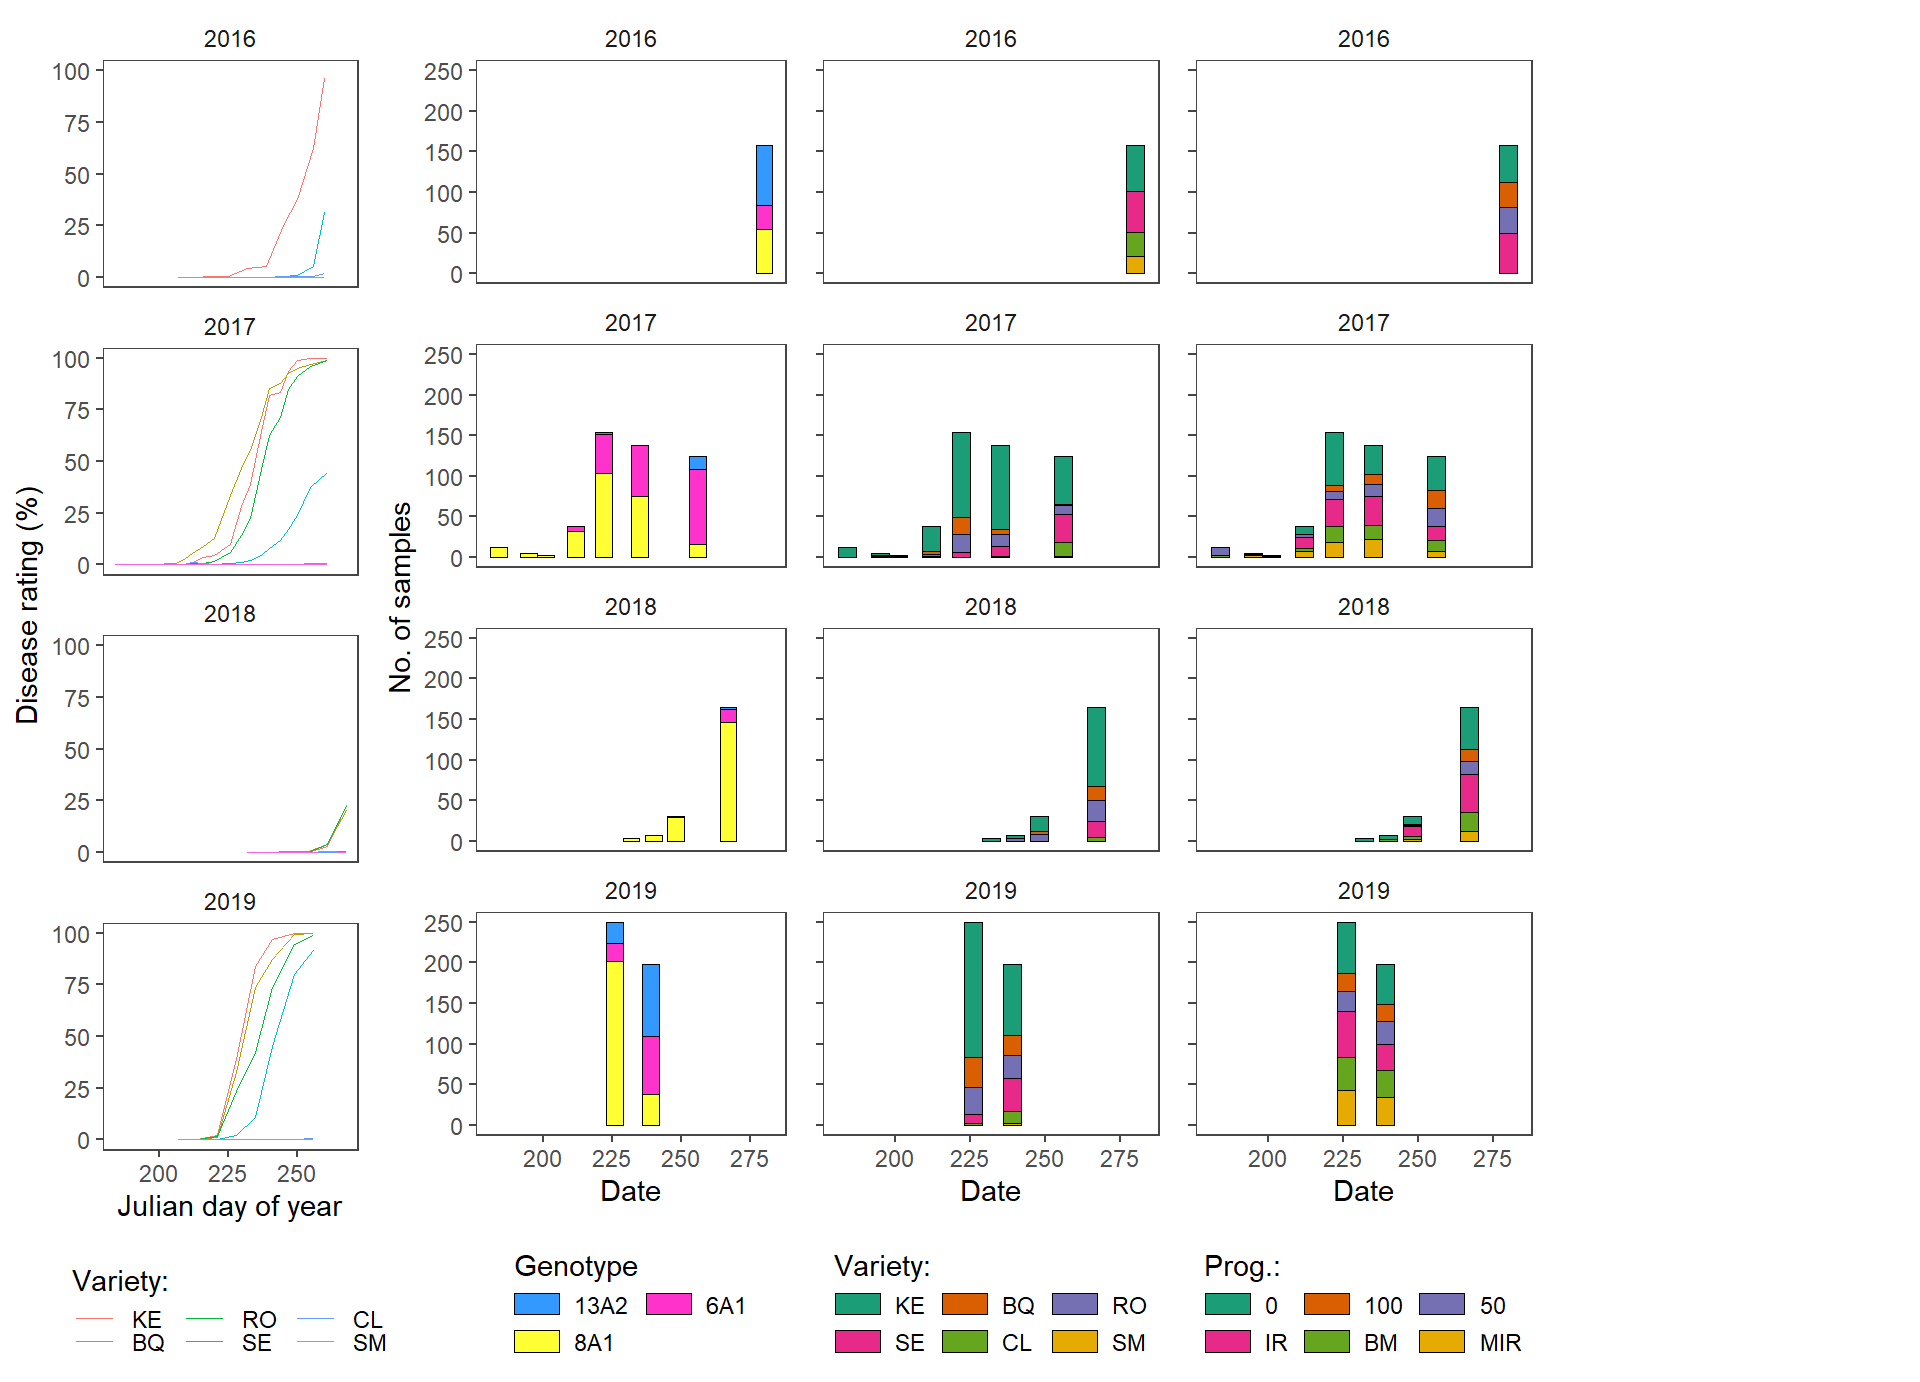 2016 2016 2016 2016
100
75
50
25
0
250
200
150
100
50
0
2017 2017 2017 2017
100
75
50
25
0
250
200
150
100
50
0
Disease rating (%)
No. of samples
2018 2018 2018 2018
100
75
50
25
0
250
200
150
100
50
0
2019 2019 2019 2019
100
75
50
25
0
250
200
150
100
50
0
200 225 250
Julian day of year
200 225 250 275
Date
200 225 250 275
Date
200 225 250 275
Date
Variety:
KE RO CL
BQ SE SM
Genotype
13A2 6A1
8A1
Variety:
KE BQ RO
SE CL SM
Prog.:
0 100 50
IR BM MIR